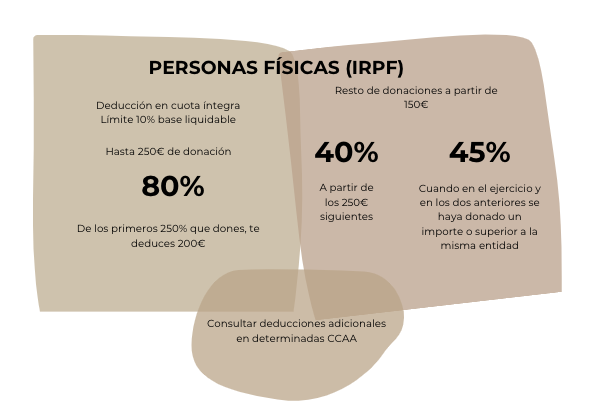 PERSONAS FÍSICAS (IRPF)
Deducción en cuota íntegra
Límite 10% base liquidable
Hasta 250€ de donación
80%
De los primeros 250% que dones, te
deduces 200€
Resto de donaciones a partir de
150€
40%
A partir de
los 250€
siguientes
45%
Cuando en el ejercicio y
en los dos anteriores se
haya donado un
importe o superior a la
misma entidad
Consultar deducciones adicionales
en determinadas CCAA